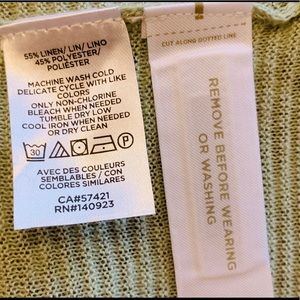 55% LINEN/ LIN/ LINO
45% POLYESTER/
POLIÉSTER
MACHINE WASH COLD
DELICATE CYCLE WITH LIKE
COLORS
ONLY NON-CHLORINE
BLEACH WHEN NEEDED
TUMBLE DRY LOW
COOL IRON WHEN NEEDED
OR DRY CLEAN
30
AVEC DES COULEURS
SEMBLABLES / CON
COLORES SIMILARES
CA#57421
RN#140923
CUT ALONG DOTTED LINE
REMOVE BEFORE WEARING
OR WASHING